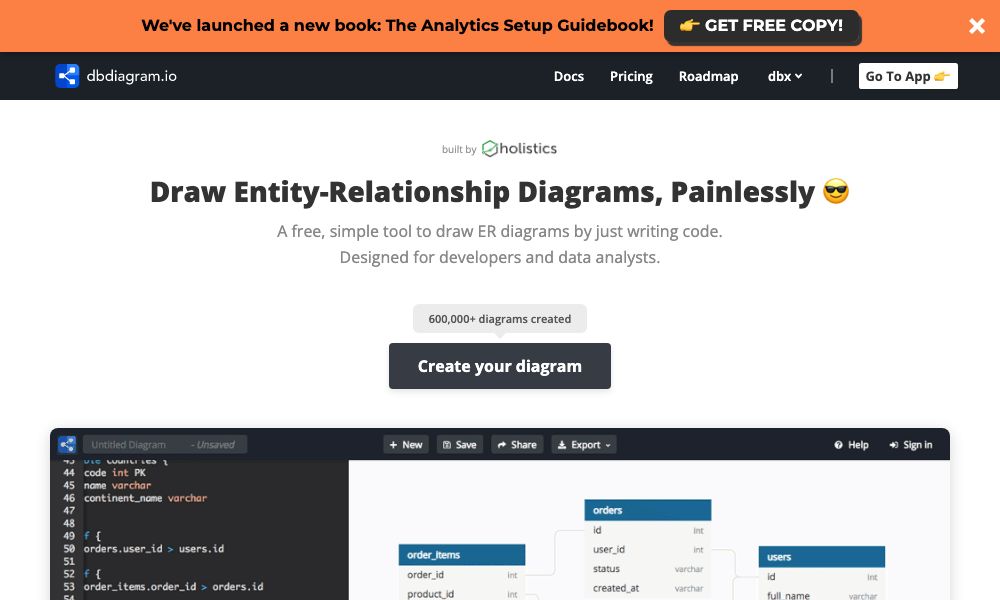 We've launched a new book: The Analytics Setup Guidebook! 👉 GET FREE COPY!
dbdiagram.io Docs Pricing Roadmap dbx | Go To App 👉
built by holistics
Draw Entity-Relationship Diagrams, Painlessly 😎
A free, simple tool to draw ER diagrams by just writing code.
Designed for developers and data analysts.
600,000+ diagrams created
Create your diagram
Untitled Diagram - Unsaved + New Save Share Export Help Sign in
countries {
44 code int PK
45 name varchar
46 continent_name varchar
47
48
49 f {
50 orders.user_id > users.id
51
52 f {
53 order_items.order_id > orders.id
54
orders
id int
user_id int
status varchar
created_at varchar
order_items
order_id int
product_id int
users
id int
full_name varchar